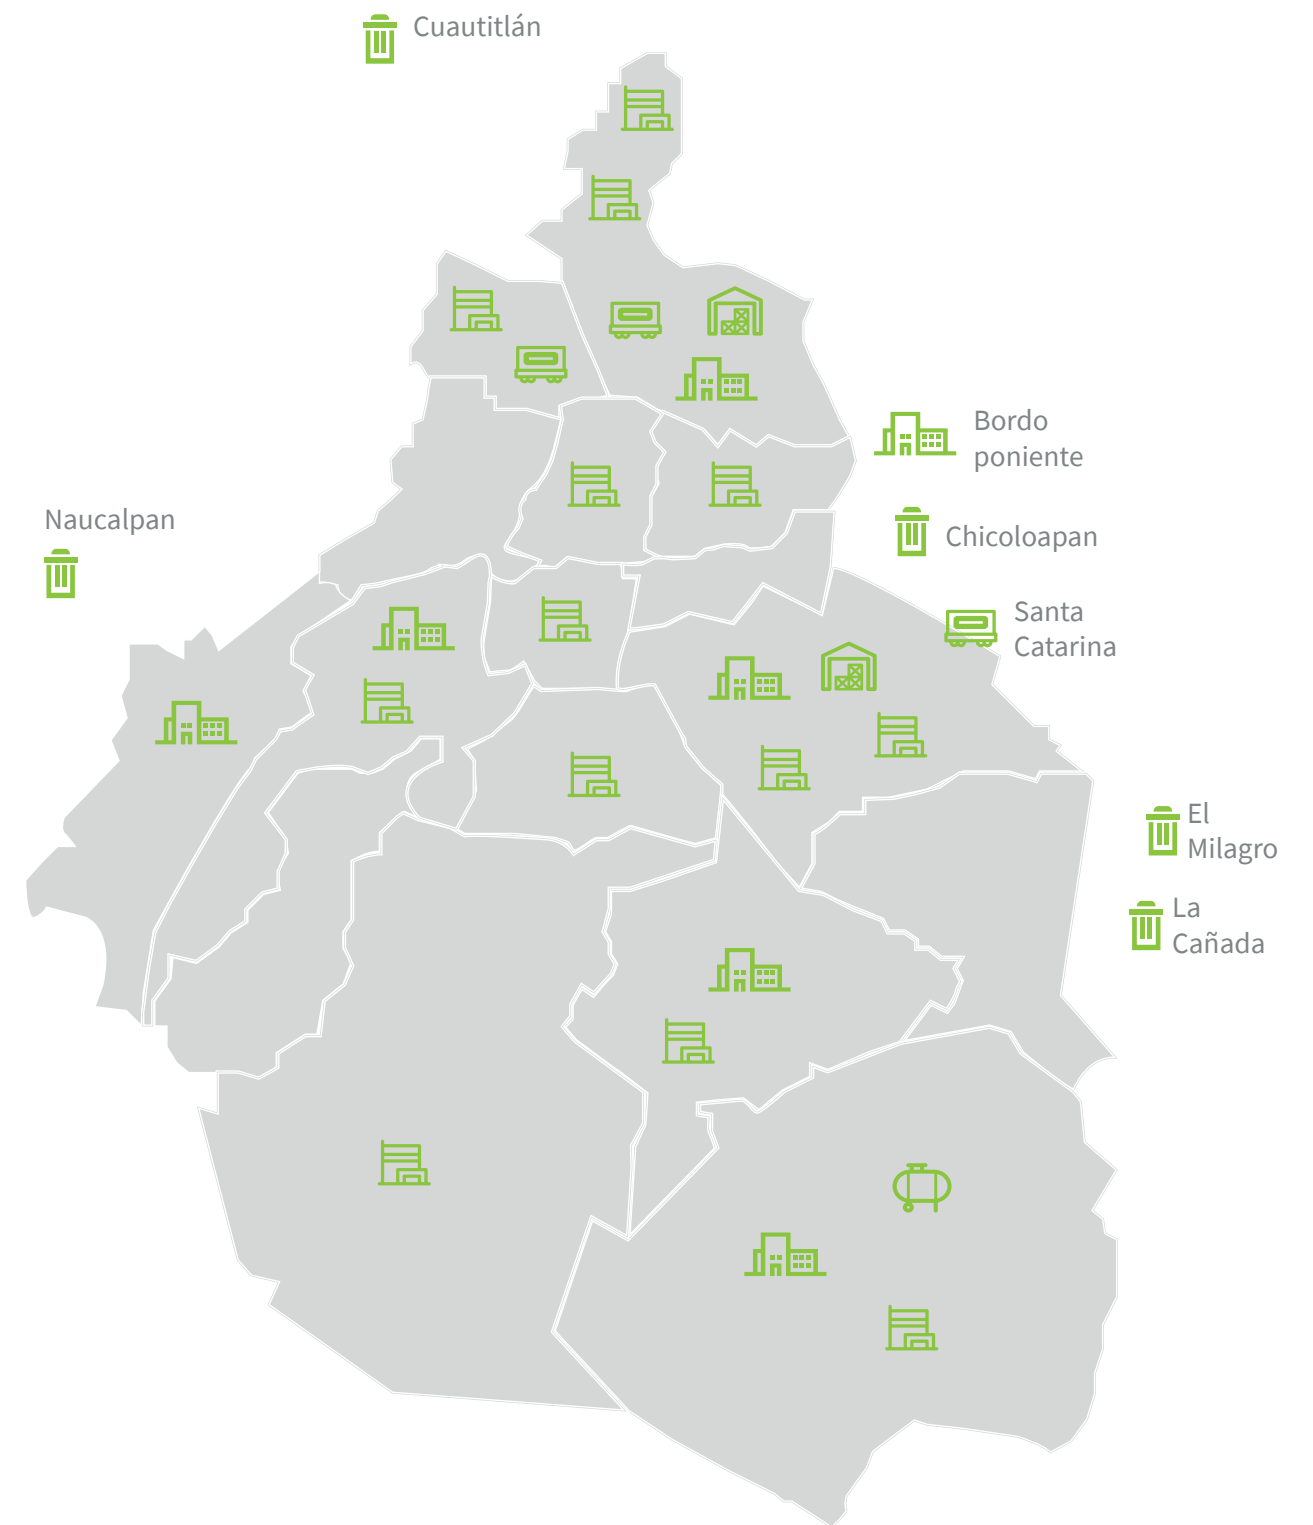 Cuautitlán
Bordo
poniente
Naucalpan
Chicoloapan
Santa
Catarina
El
Milagro
La
Cañada